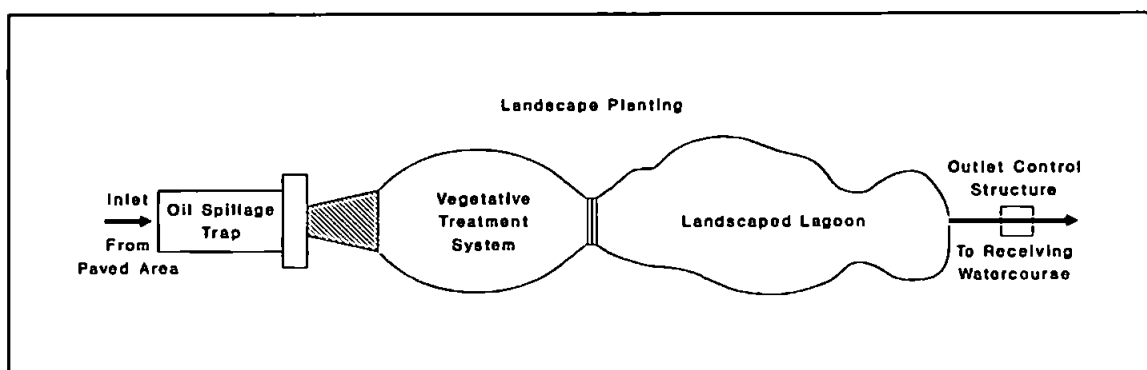 Landscape Planting
Inlet
From
Paved Area
Oil Spillage
Trap
Vegetative
Treatment
System
Landscaped Lagoon
Outlet Control
Structure
To Receiving
Watercourse